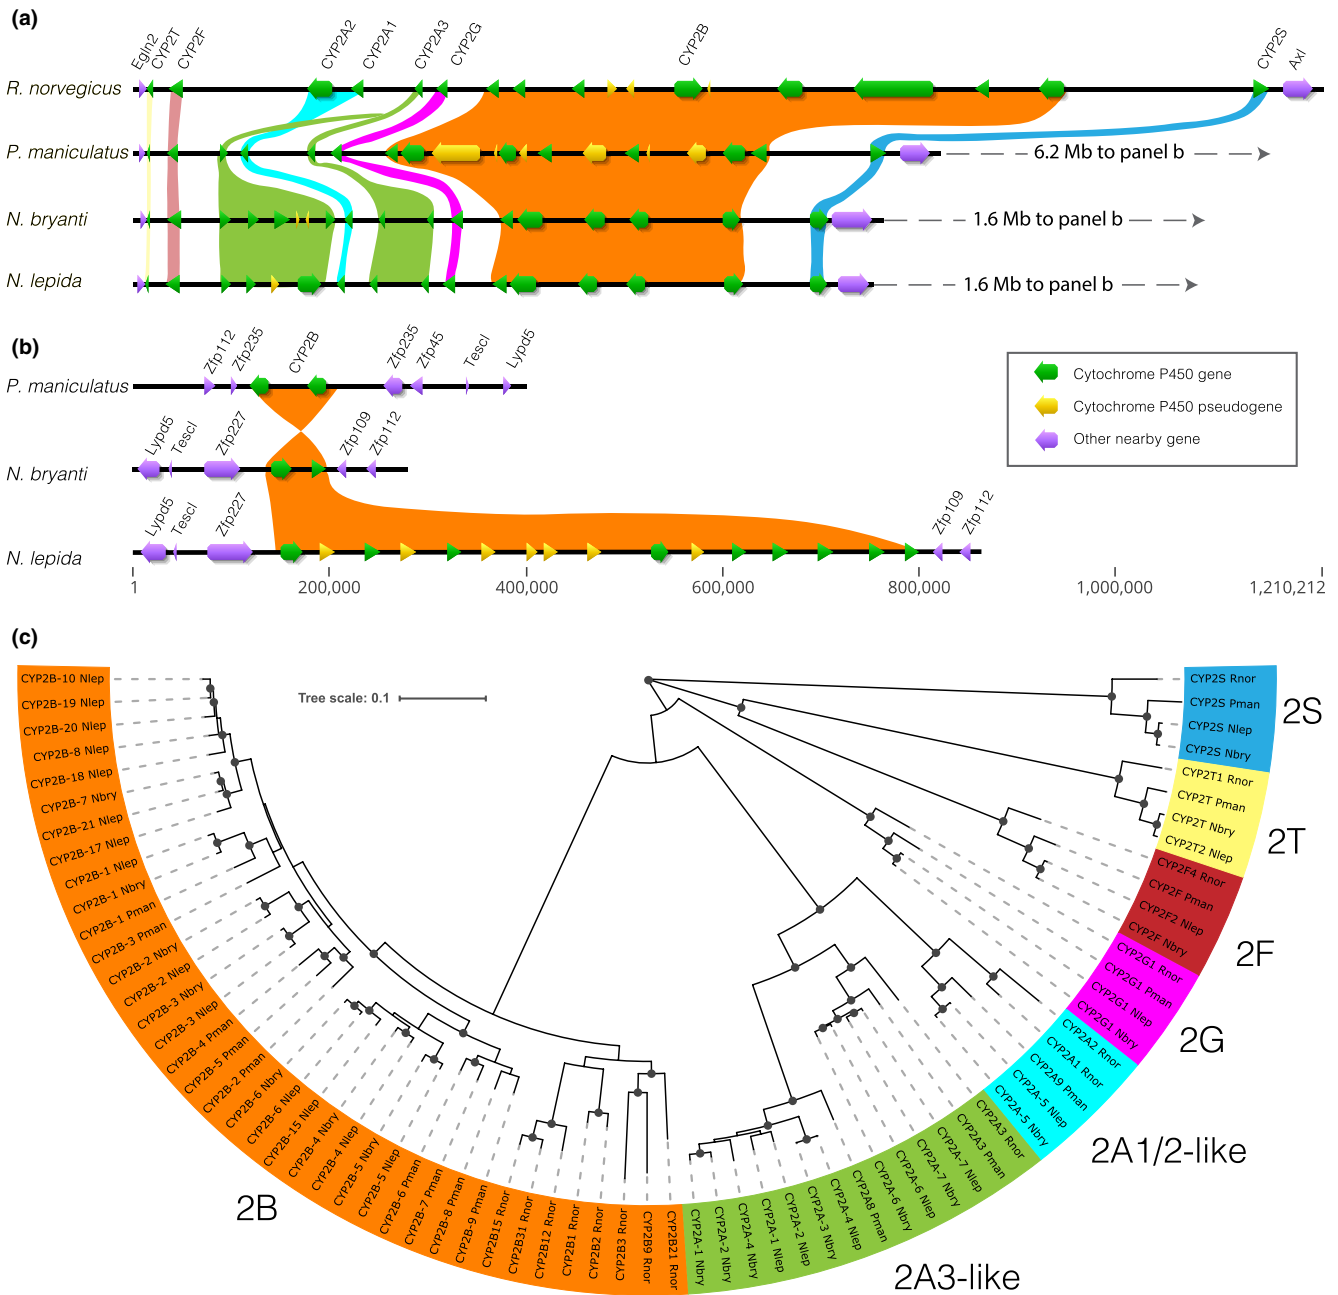 (a)
Egln2 CYP2T CYP2F CYP2A2 CYP2A1 CYP2A3 CYP2G CYP2B CYP2S Axl
R. norvegicus
P. maniculatus 6.2 Mb to panel b
N. bryanti 1.6 Mb to panel b
N. lepida 1.6 Mb to panel b
(b)
Zfp112 Zfp235 CYP2B Zfp235 Zfp45 Tescl Lypd5
P. maniculatus
Lypd5 Tescl Zfp227 Zfp109 Zfp112
N. bryanti
Lypd5 Tescl Zfp227 Zfp109 Zfp112
N. lepida
Cytochrome P450 gene
Cytochrome P450 pseudogene
Other nearby gene
1 200,000 400,000 600,000 800,000 1,000,000 1,210,212
(c)
Tree scale: 0.1
CYP2B-10 Nlep
CYP2B-19 Nlep
CYP2B-20 Nlep
CYP2B-8 Nlep
CYP2B-18 Nlep
CYP2B-7 Nbry
CYP2B-21 Nlep
CYP2B-17 Nlep
CYP2B-1 Nlep
CYP2B-1 Nbry
CYP2B-1 Pman
CYP2B-3 Pman
CYP2B-2 Nbry
CYP2B-2 Nlep
CYP2B-3 Nbry
CYP2B-3 Nlep
CYP2B-4 Pman
CYP2B-5 Pman
CYP2B-2 Pman
CYP2B-6 Nbry
CYP2B-6 Nlep
CYP2B-15 Nlep
CYP2B-4 Nbry
CYP2B-4 Nlep
CYP2B-5 Nbry
CYP2B-5 Nlep
CYP2B-6 Pman
CYP2B-7 Pman
CYP2B-8 Pman
CYP2B-9 Pman
CYP2B15 Rnor
CYP2B31 Rnor
CYP2B12 Rnor
CYP2B1 Rnor
CYP2B2 Rnor
CYP2B3 Rnor
CYP2B9 Rnor
CYP2B21 Rnor
2B
CYP2A-1 Nbry
CYP2A-2 Nbry
CYP2A-4 Nbry
CYP2A-1 Nlep
CYP2A-2 Nlep
CYP2A-3 Nbry
CYP2A-4 Nlep
CYP2A8 Pman
CYP2A-6 Nbry
CYP2A-6 Nlep
CYP2A-7 Nbry
CYP2A-7 Nlep
CYP2A3 Pman
CYP2A3 Rnor
2A3-like
CYP2A-5 Nbry
CYP2A-5 Nlep
CYP2A9 Pman
CYP2A1 Rnor
CYP2A2 Rnor
2A1/2-like
CYP2G1 Nbry
CYP2G1 Nlep
CYP2G1 Pman
CYP2G1 Rnor
2G
CYP2F Nbry
CYP2F2 Nlep
CYP2F Pman
CYP2F4 Rnor
2F
CYP2T2 Nlep
CYP2T Nbry
CYP2T Pman
CYP2T1 Rnor
2T
CYP2S Nbry
CYP2S Nlep
CYP2S Pman
CYP2S Rnor
2S